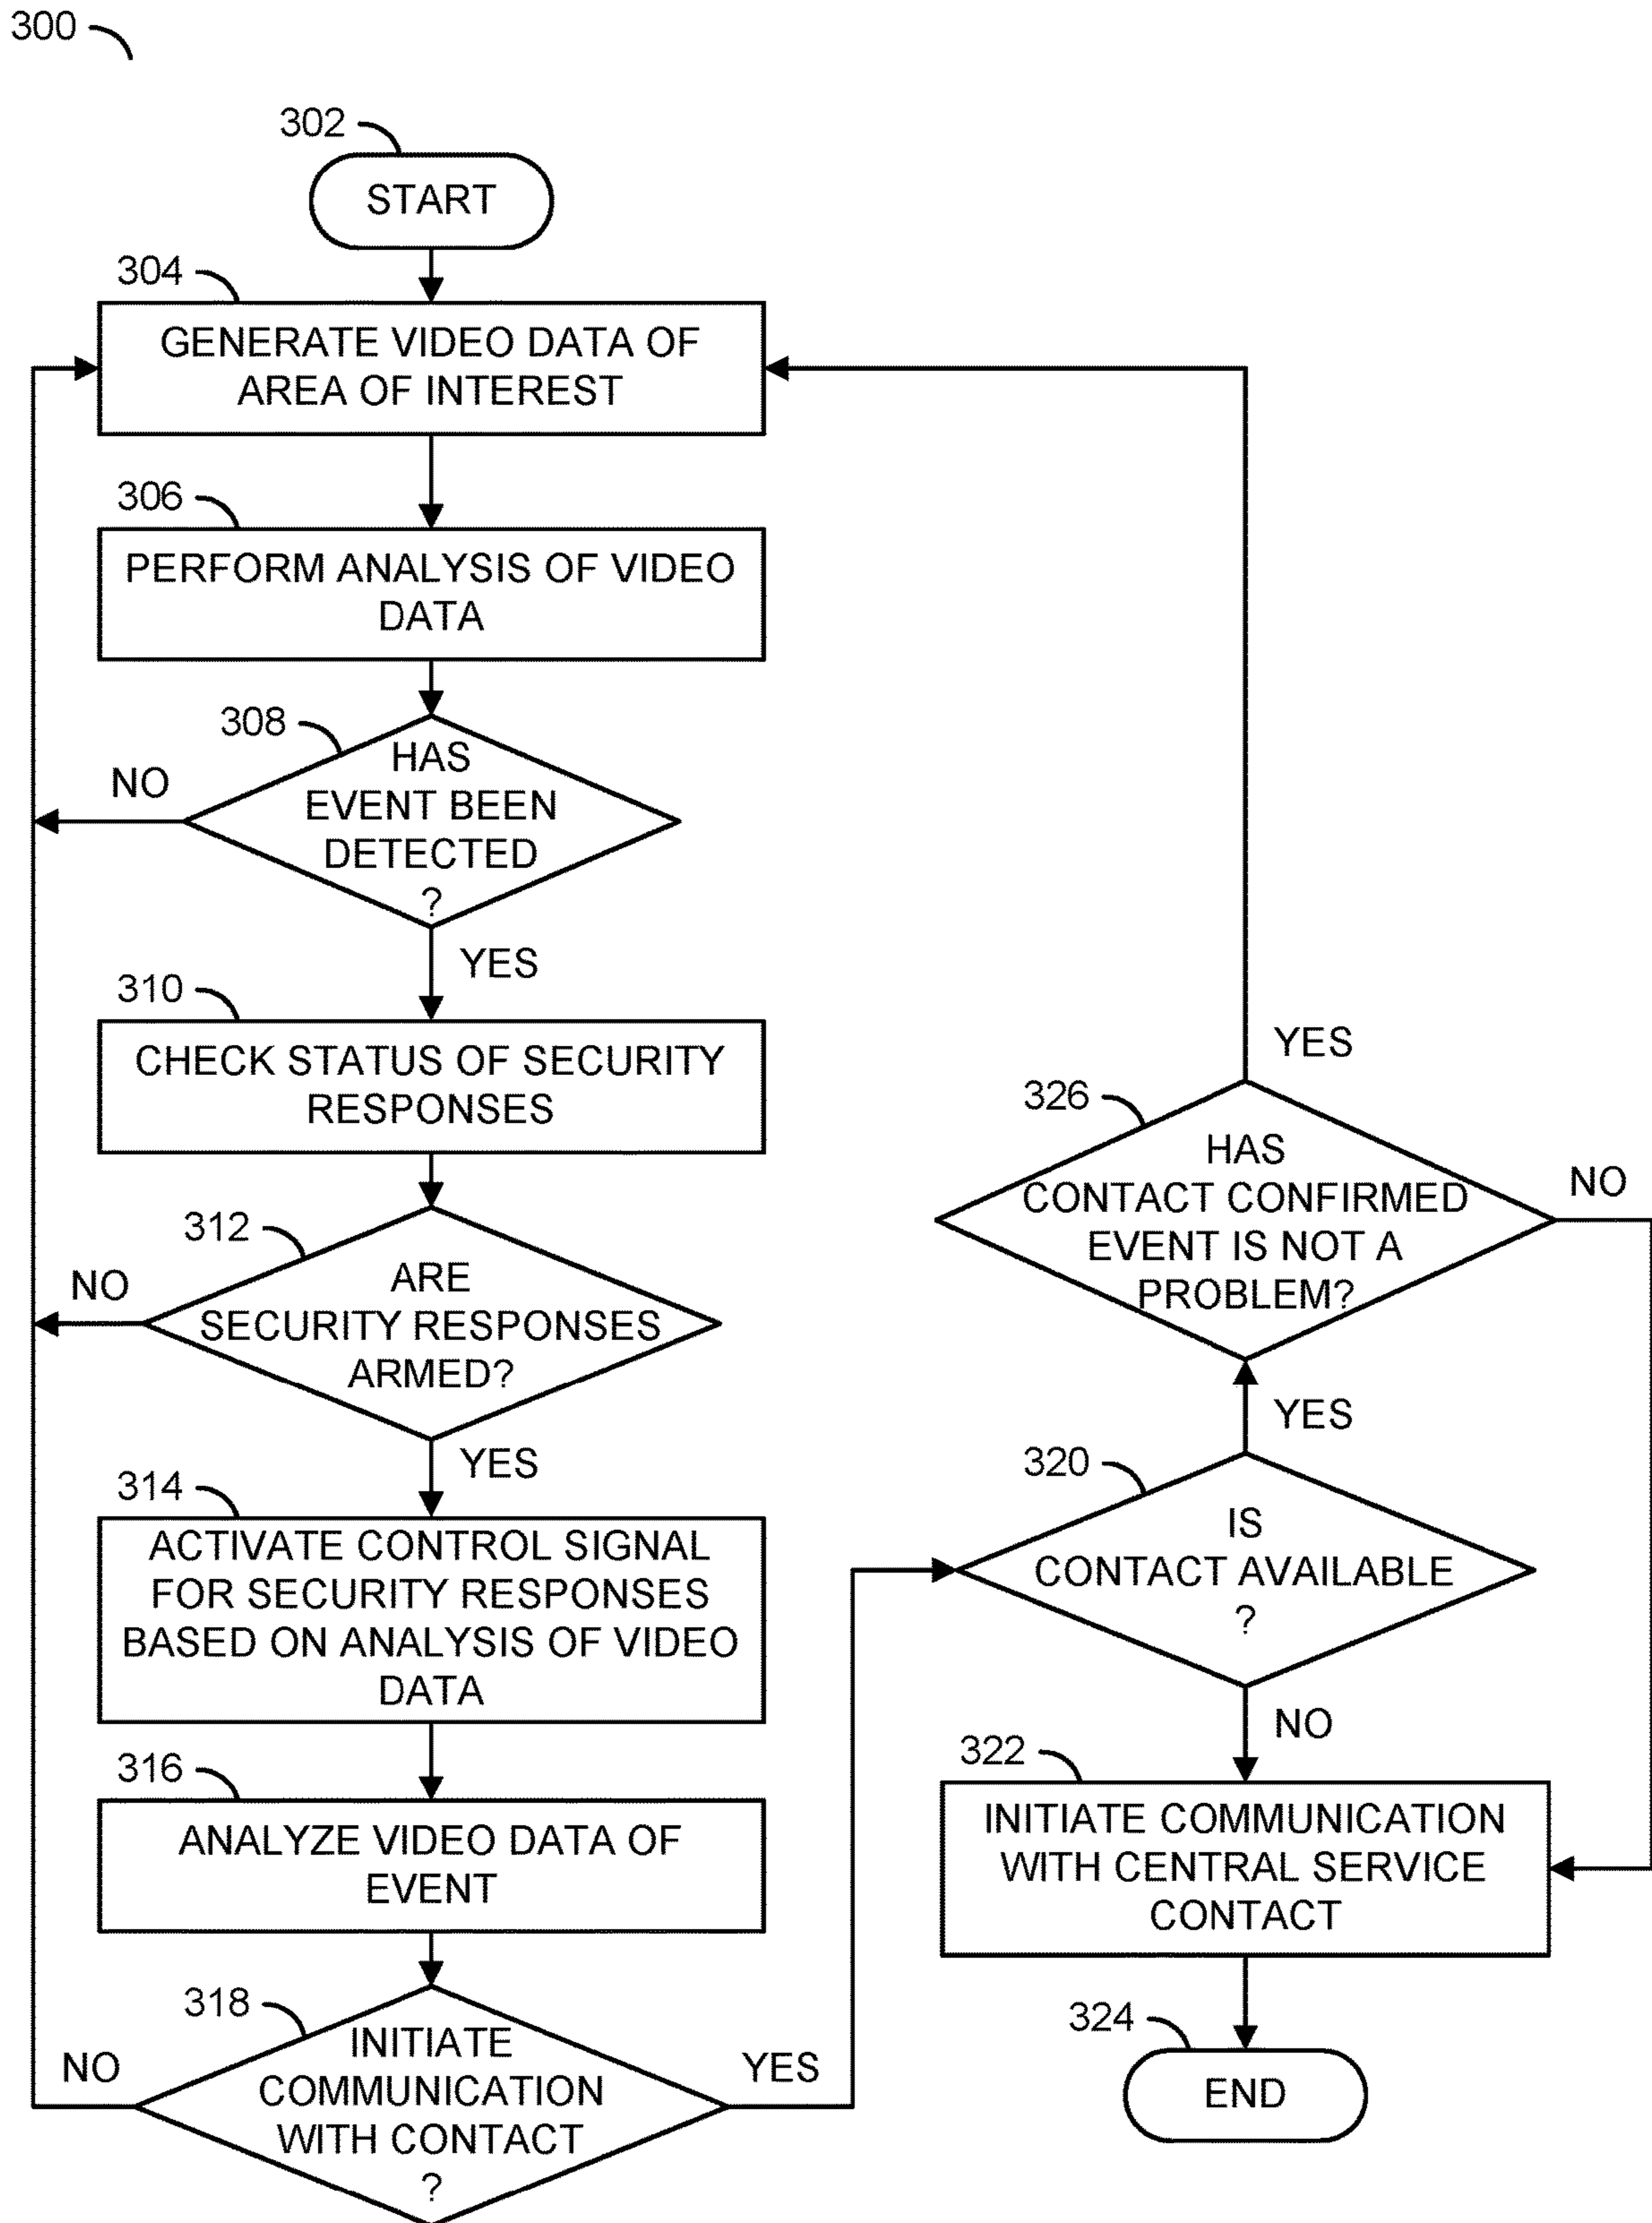 300
302
START
304
GENERATE VIDEO DATA OF
AREA OF INTEREST
306
PERFORM ANALYSIS OF VIDEO
DATA
308
HAS
EVENT BEEN
DETECTED
?
NO
YES
310
CHECK STATUS OF SECURITY
RESPONSES
312
ARE
SECURITY RESPONSES
ARMED?
NO
YES
314
ACTIVATE CONTROL SIGNAL
FOR SECURITY RESPONSES
BASED ON ANALYSIS OF VIDEO
DATA
316
ANALYZE VIDEO DATA OF
EVENT
318
INITIATE
COMMUNICATION
WITH CONTACT
?
NO
YES
YES
326
HAS
CONTACT CONFIRMED
EVENT IS NOT A
PROBLEM?
NO
YES
320
IS
CONTACT AVAILABLE
?
NO
322
INITIATE COMMUNICATION
WITH CENTRAL SERVICE
CONTACT
324
END